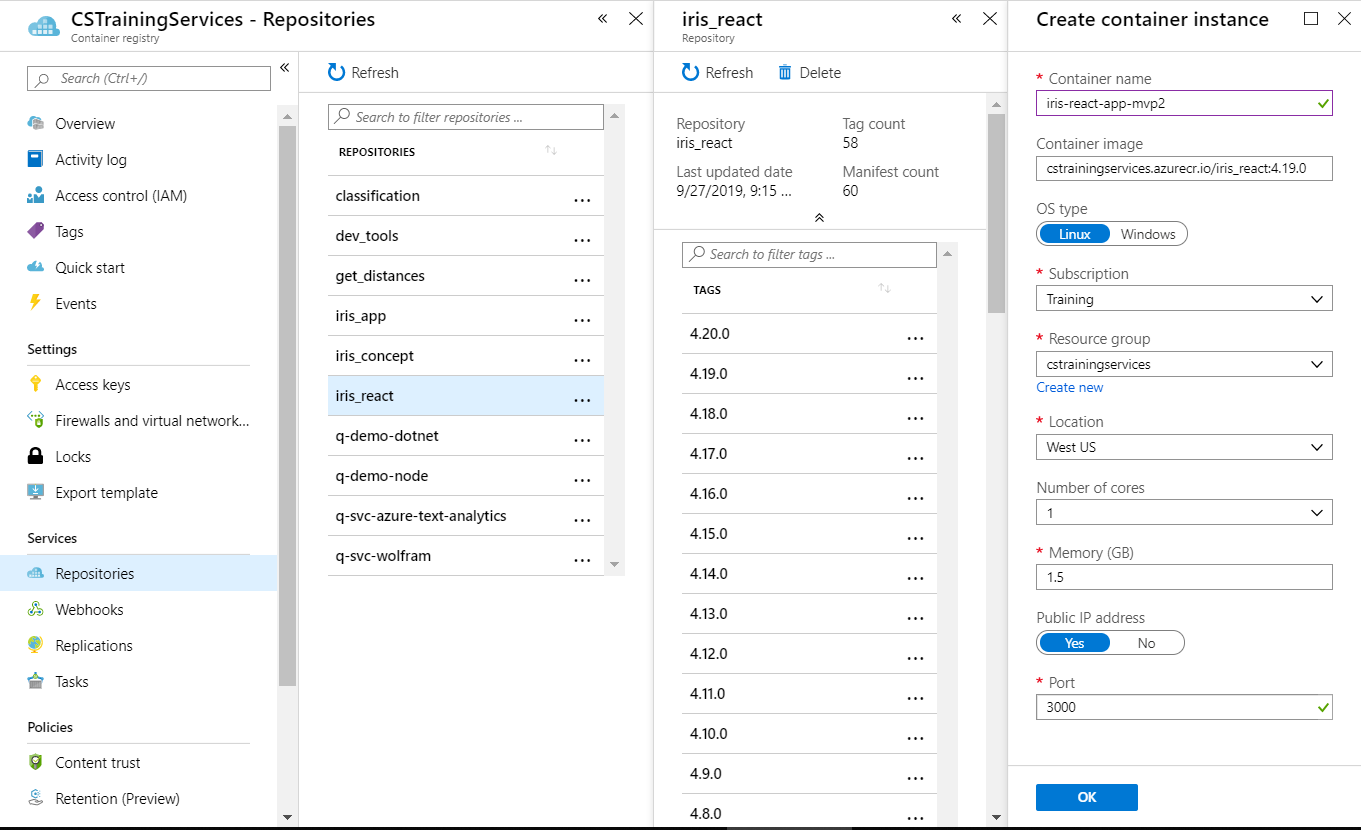 CSTrainingServices - Repositories
Container registry
Search (Ctrl+/)
Overview
Activity log
Access control (IAM)
Tags
Quick start
Events
Settings
Access keys
Firewalls and virtual network...
Locks
Export template
Services
Repositories
Webhooks
Replications
Tasks
Policies
Content trust
Retention (Preview)
Refresh
Search to filter repositories ...
REPOSITORIES
classification
dev_tools
get_distances
iris_app
iris_concept
iris_react
q-demo-dotnet
q-demo-node
q-svc-azure-text-analytics
q-svc-wolfram
iris_react
Repository
Refresh Delete
Repository
iris_react
Tag count
58
Last updated date
9/27/2019, 9:15 ...
Manifest count
60
Search to filter tags ...
TAGS
4.20.0
4.19.0
4.18.0
4.17.0
4.16.0
4.15.0
4.14.0
4.13.0
4.12.0
4.11.0
4.10.0
4.9.0
4.8.0
Create container instance
* Container name
iris-react-app-mvp2
Container image
cstrainingservices.azurecr.io/iris_react:4.19.0
OS type
Linux Windows
* Subscription
Training
* Resource group
cstrainingservices
Create new
* Location
West US
Number of cores
1
* Memory (GB)
1.5
Public IP address
Yes No
* Port
3000
OK